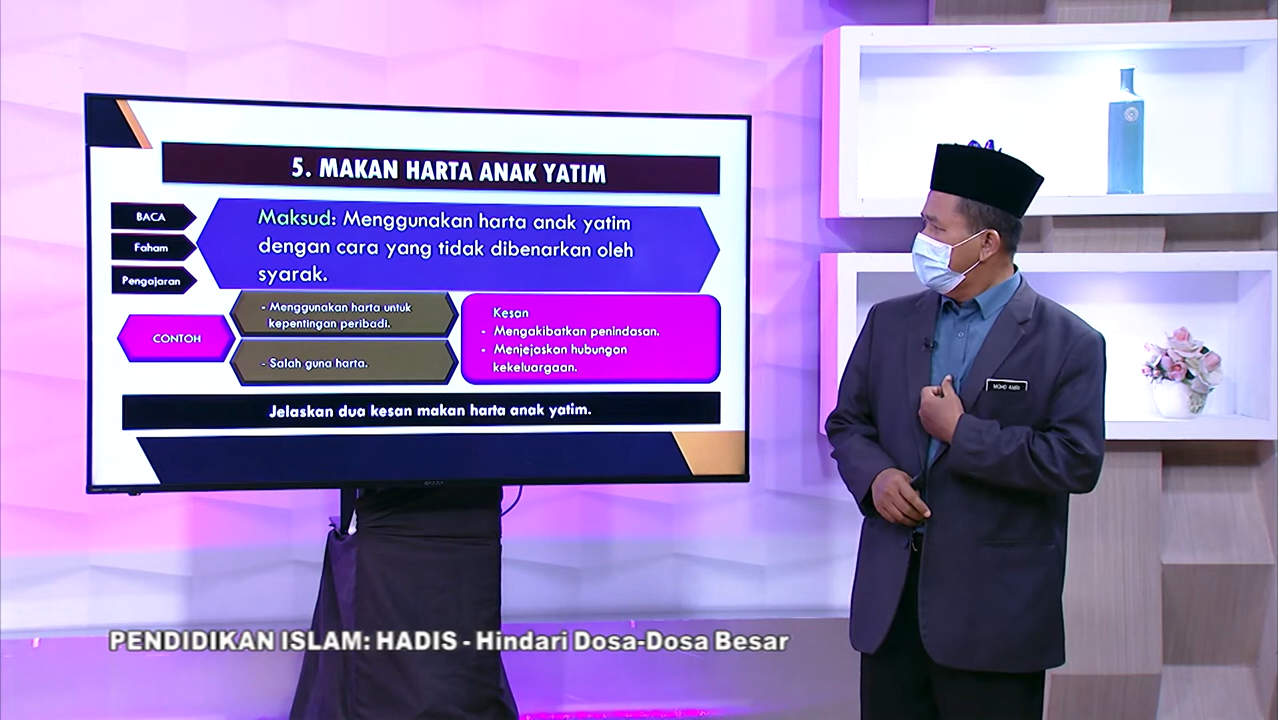 5. MAKAN HARTA ANAK YATIM
BACA
Faham
Pengajaran
Maksud: Menggunakan harta anak yatim
dengan cara yang tidak dibenarkan oleh
syarak.
CONTOH
- Menggunakan harta untuk
kepentingan peribadi.
- Salah guna harta.
Kesan
- Mengakibatkan penindasan.
- Menjejaskan hubungan
kekeluargaan.
Jelaskan dua kesan makan harta anak yatim.
MOHD AMRI
PENDIDIKAN ISLAM: HADIS - Hindari Dosa-Dosa Besar